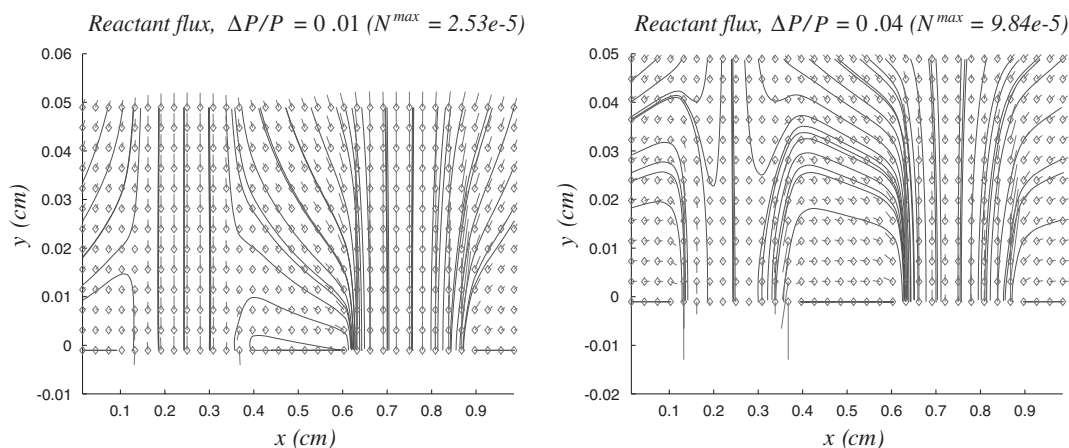 Reactant flux, ΔP/P = 0 .01 (N^max = 2.53e-5)
0.06
0.05
0.04
0.03
0.02
0.01
0
-0.01
y (cm)
0.1 0.2 0.3 0.4 0.5 0.6 0.7 0.8 0.9
x (cm)
Reactant flux, ΔP/P = 0 .04 (N^max = 9.84e-5)
0.05
0.04
0.03
0.02
0.01
0
-0.01
-0.02
y (cm)
0.1 0.2 0.3 0.4 0.5 0.6 0.7 0.8 0.9
x (cm)